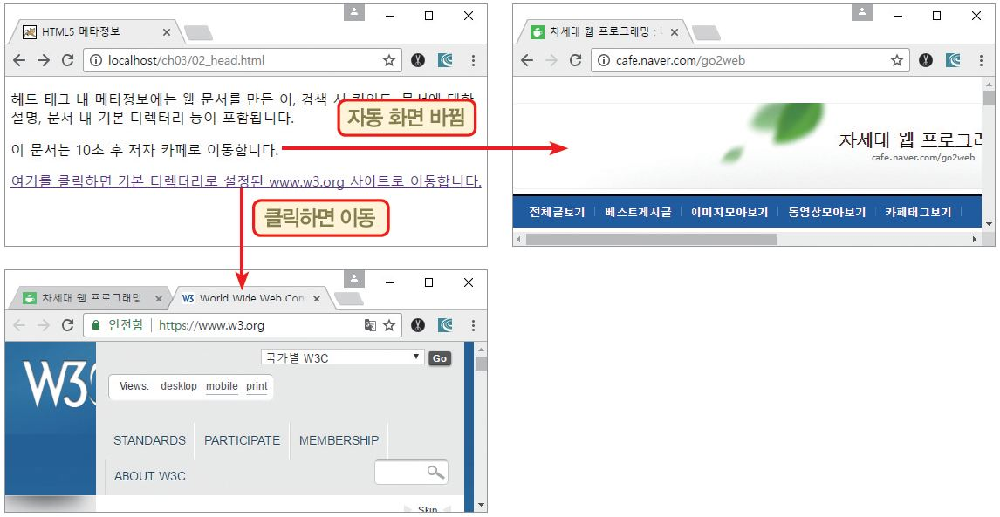 HTML5 메타정보
localhost/ch03/02_head.html
헤드 태그 내 메타정보에는 웹 문서를 만든 이, 검색 시 키워드, 문서에 대한
설명, 문서 내 기본 디렉터리 등이 포함됩니다.
자동 화면 바뀜
이 문서는 10초 후 저자 카페로 이동합니다.
여기를 클릭하면 기본 디렉터리로 설정된 www.w3.org 사이트로 이동합니다.
클릭하면 이동
차세대 웹 프로그래밍 :
cafe.naver.com/go2web
차세대 웹 프로그래
cafe.naver.com/go2web
전체글보기 베스트게시글 이미지모아보기 동영상모아보기 카페태그보기
차세대 웹 프로그래밍
World Wide Web Con
안전함 https://www.w3.org
W3C
국가별 W3C Go
Views: desktop mobile print
STANDARDS PARTICIPATE MEMBERSHIP
ABOUT W3C
Skip